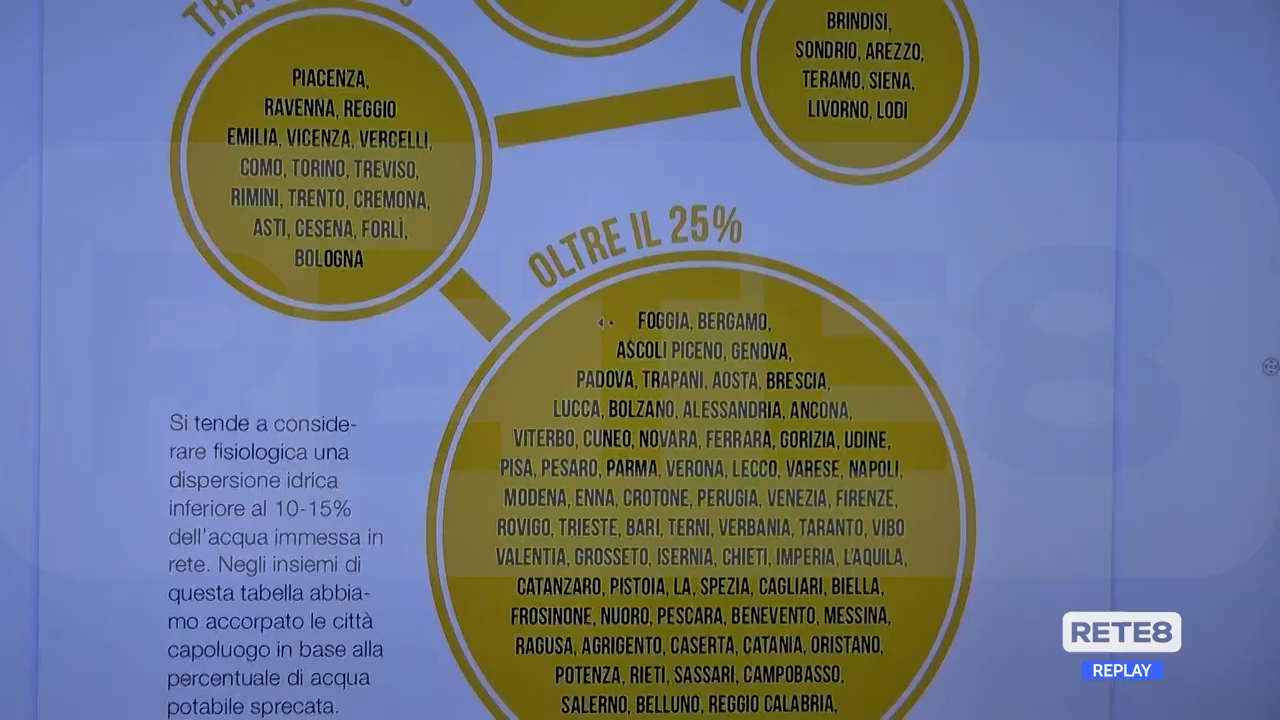 TRA
%
BRINDISI,
SONDRIO, AREZZO,
TERAMO, SIENA,
LIVORNO, LODI
PIACENZA,
RAVENNA, REGGIO
EMILIA, VICENZA, VERCELLI,
COMO, TORINO, TREVISO,
RIMINI, TRENTO, CREMONA,
ASTI, CESENA, FORLÌ,
BOLOGNA
OLTRE IL 25%
FOGGIA, BERGAMO,
ASCOLI PICENO, GENOVA,
PADOVA, TRAPANI, AOSTA, BRESCIA,
LUCCA, BOLZANO, ALESSANDRIA, ANCONA,
VITERBO, CUNEO, NOVARA, FERRARA, GORIZIA, UDINE,
PISA, PESARO, PARMA, VERONA, LECCO, VARESE, NAPOLI,
MODENA, ENNA, CROTONE, PERUGIA, VENEZIA, FIRENZE,
ROVIGO, TRIESTE, BARI, TERNI, VERBANIA, TARANTO, VIBO
VALENTIA, GROSSETO, ISERNIA, CHIETI, IMPERIA, L'AQUILA,
CATANZARO, PISTOIA, LA, SPEZIA, CAGLIARI, BIELLA,
FROSINONE, NUORO, PESCARA, BENEVENTO, MESSINA,
RAGUSA, AGRIGENTO, CASERTA, CATANIA, ORISTANO,
POTENZA, RIETI, SASSARI, CAMPOBASSO,
SALERNO, BELLUNO, REGGIO CALABRIA,
Si tende a conside-
rare fisiologica una
dispersione idrica
inferiore al 10-15%
dell'acqua immessa in
rete. Negli insiemi di
questa tabella abbia-
mo accorpato le città
capoluogo in base alla
percentuale di acqua
potabile sprecata.
RETE8
RETE8
REPLAY